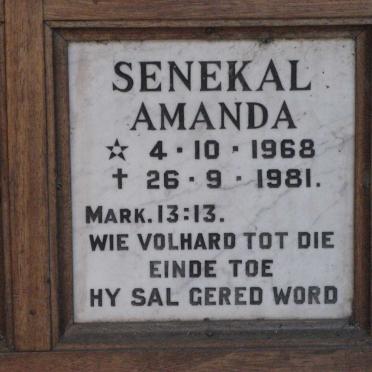 SENEKAL
AMANDA
☆ 4·10·1968
† 26·9·1981.
MARK.13:13.
WIE VOLHARD TOT DIE
EINDE TOE
HY SAL GERED WORD